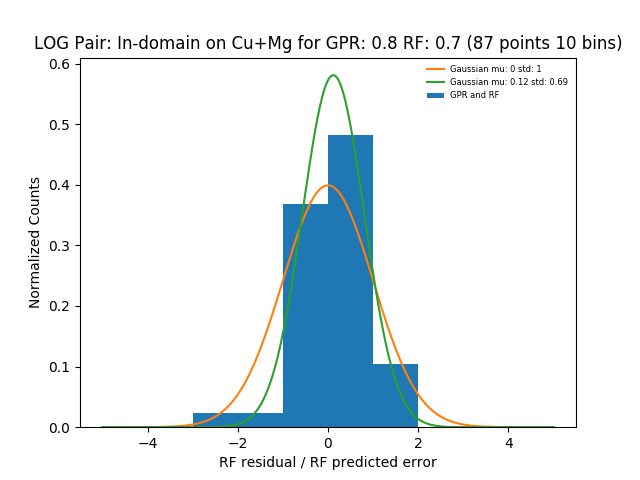 LOG Pair: In-domain on Cu+Mg for GPR: 0.8 RF: 0.7 (87 points 10 bins)
Gaussian mu: 0 std: 1
Gaussian mu: 0.12 std: 0.69
GPR and RF
Normalized Counts
0.6
0.5
0.4
0.3
0.2
0.1
0.0
−4
−2
0
2
4
RF residual / RF predicted error